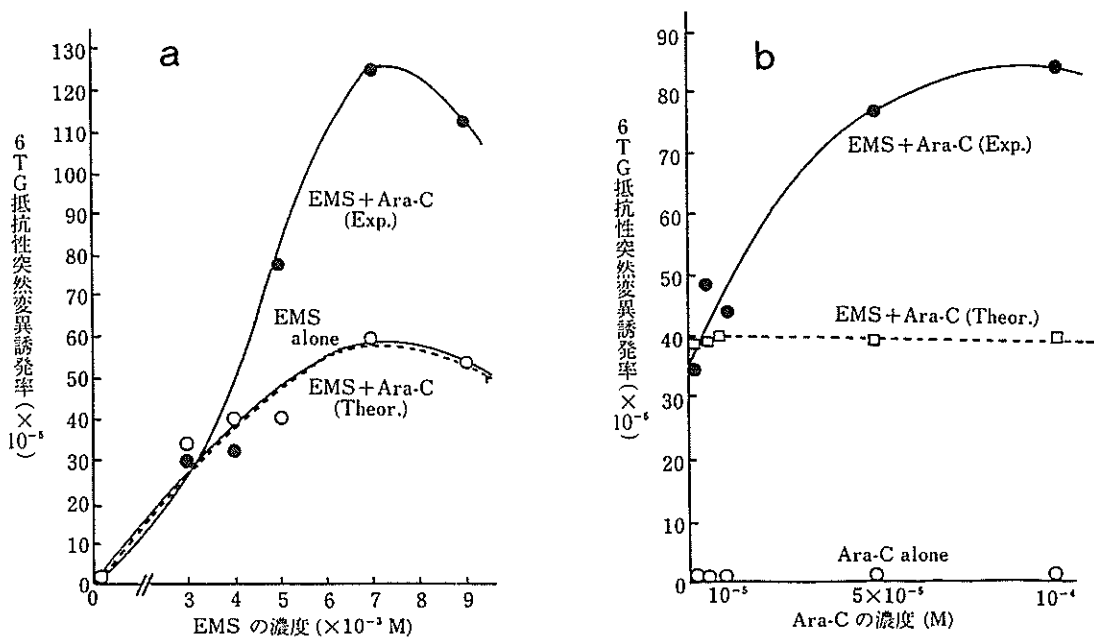 a
130
120
110
100
90
80
70
60
50
40
30
20
10
0
6TG抵抗性突然変異誘発率(×10⁻⁵)
EMS+Ara-C
(Exp.)
EMS
alone
EMS+Ara-C
(Theor.)
0 3 4 5 7 9
EMS の濃度 (×10⁻³ M)
b
90
80
70
60
50
40
30
20
10
0
6TG抵抗性突然変異誘発率(×10⁻⁵)
EMS+Ara-C (Exp.)
EMS+Ara-C (Theor.)
Ara-C alone
10⁻⁵ 5×10⁻⁵ 10⁻⁴
Ara-C の濃度 (M)